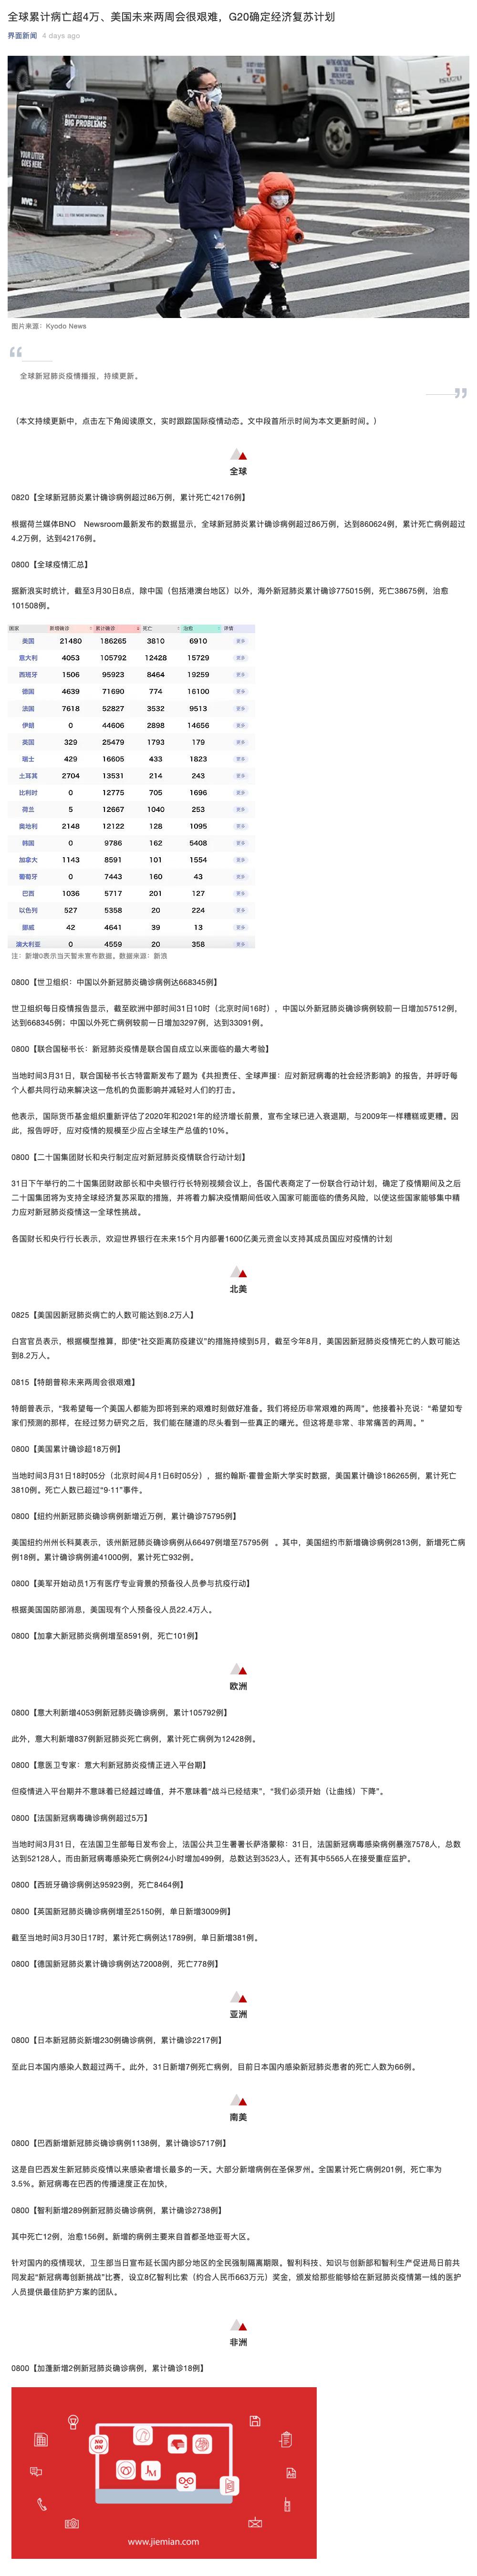 全球累计病亡超4万、美国未来两周会很艰难，G20确定经济复苏计划
界面新闻 4 days ago
BIG PROBLEMS
YOUR LITTER GOES HERE
NYC
5
图片来源：Kyodo News
“
全球新冠肺炎疫情播报，持续更新。
”
（本文持续更新中，点击左下角阅读原文，实时跟踪国际疫情动态。文中段首所示时间为本文更新时间。）
全球
0820【全球新冠肺炎累计确诊病例超过86万例，累计死亡42176例】
根据荷兰媒体BNO Newsroom最新发布的数据显示，全球新冠肺炎累计确诊病例超过86万例，达到860624例，累计死亡病例超过
4.2万例，达到42176例。
0800【全球疫情汇总】
据新浪实时统计，截至3月30日8点，除中国（包括港澳台地区）以外，海外新冠肺炎累计确诊775015例，死亡38675例，治愈
101508例。
国家 新增确诊 累计确诊 死亡 治愈 详情
美国 21480 186265 3810 6910 更多
意大利 4053 105792 12428 15729 更多
西班牙 1506 95923 8464 19259 更多
德国 4639 71690 774 16100 更多
法国 7618 52827 3532 9513 更多
伊朗 0 44606 2898 14656 更多
英国 329 25479 1793 179 更多
瑞士 429 16605 433 1823 更多
土耳其 2704 13531 214 243 更多
比利时 0 12775 705 1696 更多
荷兰 5 12667 1040 253 更多
奥地利 2148 12122 128 1095 更多
韩国 0 9786 162 5408 更多
加拿大 1143 8591 101 1554 更多
葡萄牙 0 7443 160 43 更多
巴西 1036 5717 201 127 更多
以色列 527 5358 20 224 更多
挪威 42 4641 39 13 更多
澳大利亚 0 4559 20 358 更多
注：新增0表示当天暂未宣布数据。数据来源：新浪
0800【世卫组织：中国以外新冠肺炎确诊病例达668345例】
世卫组织每日疫情报告显示，截至欧洲中部时间31日10时（北京时间16时），中国以外新冠肺炎确诊病例较前一日增加57512例，
达到668345例；中国以外死亡病例较前一日增加3297例，达到33091例。
0800【联合国秘书长：新冠肺炎疫情是联合国自成立以来面临的最大考验】
当地时间3月31日，联合国秘书长古特雷斯发布了题为《共担责任、全球声援：应对新冠病毒的社会经济影响》的报告，并呼吁每
个人都共同行动来解决这一危机的负面影响并减轻对人们的打击。
他表示，国际货币基金组织重新评估了2020年和2021年的经济增长前景，宣布全球已进入衰退期，与2009年一样糟糕或更糟。因
此，报告呼吁，应对疫情的规模至少应占全球生产总值的10%。
0800【二十国集团财长和央行制定应对新冠肺炎疫情联合行动计划】
31日下午举行的二十国集团财政部长和中央银行行长特别视频会议上，各国代表商定了一份联合行动计划，确定了疫情期间及之后
二十国集团将为支持全球经济复苏采取的措施，并将着力解决疫情期间低收入国家可能面临的债务风险，以使这些国家能够集中精
力应对新冠肺炎疫情这一全球性挑战。
各国财长和央行行长表示，欢迎世界银行在未来15个月内部署1600亿美元资金以支持其成员国应对疫情的计划
北美
0825【美国因新冠肺炎病亡的人数可能达到8.2万人】
白宫官员表示，根据模型推算，即使“社交距离防疫建议”的措施持续到5月，截至今年8月，美国因新冠肺炎疫情死亡的人数可能达
到8.2万人。
0815【特朗普称未来两周会很艰难】
特朗普表示，“我希望每一个美国人都能为即将到来的艰难时刻做好准备。我们将经历非常艰难的两周”。他接着补充说：“希望如专
家们预测的那样，在经过努力研究之后，我们能在隧道的尽头看到一些真正的曙光。但这将是非常、非常痛苦的两周。”
0800【美国累计确诊超18万例】
当地时间3月31日18时05分（北京时间4月1日6时05分），据约翰斯·霍普金斯大学实时数据，美国累计确诊186265例，累计死亡
3810例。死亡人数已超过“9·11”事件。
0800【纽约州新冠肺炎确诊病例新增近万例，累计确诊75795例】
美国纽约州州长科莫表示，该州新冠肺炎确诊病例从66497例增至75795例 。其中，美国纽约市新增确诊病例2813例，新增死亡病
例18例。累计确诊病例逾41000例，累计死亡932例。
0800【美军开始动员1万有医疗专业背景的预备役人员参与抗疫行动】
根据美国国防部消息，美国现有个人预备役人员22.4万人。
0800【加拿大新冠肺炎病例增至8591例，死亡101例】
欧洲
0800【意大利新增4053例新冠肺炎确诊病例，累计105792例】
此外，意大利新增837例新冠肺炎死亡病例，累计死亡病例为12428例。
0800【意医卫专家：意大利新冠肺炎疫情正进入平台期】
但疫情进入平台期并不意味着已经越过峰值，并不意味着“战斗已经结束”，“我们必须开始（让曲线）下降”。
0800【法国新冠病毒确诊病例超过5万】
当地时间3月31日，在法国卫生部每日发布会上，法国公共卫生署署长萨洛蒙称：31日，法国新冠病毒感染病例暴涨7578人，总数
达到52128人。而由新冠病毒感染死亡病例24小时增加499例，总数达到3523人。还有其中5565人在接受重症监护。
0800【西班牙确诊病例达95923例，死亡8464例】
0800【英国新冠肺炎确诊病例增至25150例，单日新增3009例】
截至当地时间3月30日17时，累计死亡病例达1789例，单日新增381例。
0800【德国新冠肺炎累计确诊病例达72008例，死亡778例】
亚洲
0800【日本新冠肺炎新增230例确诊病例，累计确诊2217例】
至此日本国内感染人数超过两千。此外，31日新增7例死亡病例，目前日本国内感染新冠肺炎患者的死亡人数为66例。
南美
0800【巴西新增新冠肺炎确诊病例1138例，累计确诊5717例】
这是自巴西发生新冠肺炎疫情以来感染者增长最多的一天。大部分新增病例在圣保罗州。全国累计死亡病例201例，死亡率为
3.5%。新冠病毒在巴西的传播速度正在加快，
0800【智利新增289例新冠肺炎确诊病例，累计确诊2738例】
其中死亡12例，治愈156例。新增的病例主要来自首都圣地亚哥大区。
针对国内的疫情现状，卫生部当日宣布延长国内部分地区的全民强制隔离期限。智利科技、知识与创新部和智利生产促进局日前共
同发起“新冠病毒创新挑战”比赛，设立8亿智利比索（约合人民币663万元）奖金，颁发给那些能够给在新冠肺炎疫情第一线的医护
人员提供最佳防护方案的团队。
非洲
0800【加蓬新增2例新冠肺炎确诊病例，累计确诊18例】
NO ON
JM
www.jiemian.com